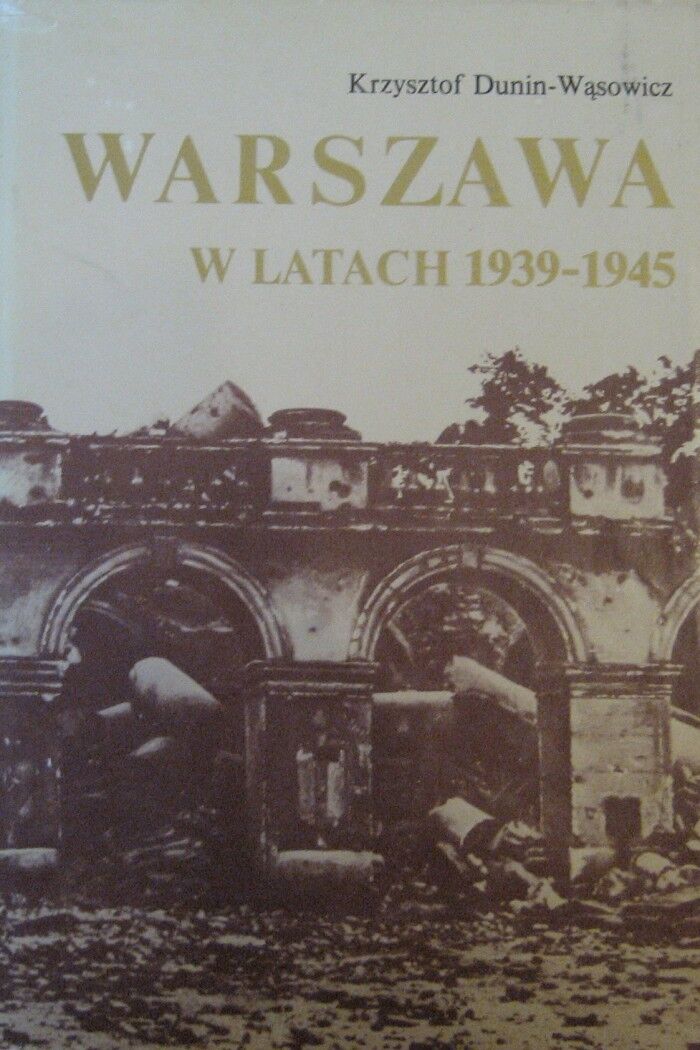 Krzysztof Dunin-Wąsowicz
WARSZAWA
W LATACH 1939-1945